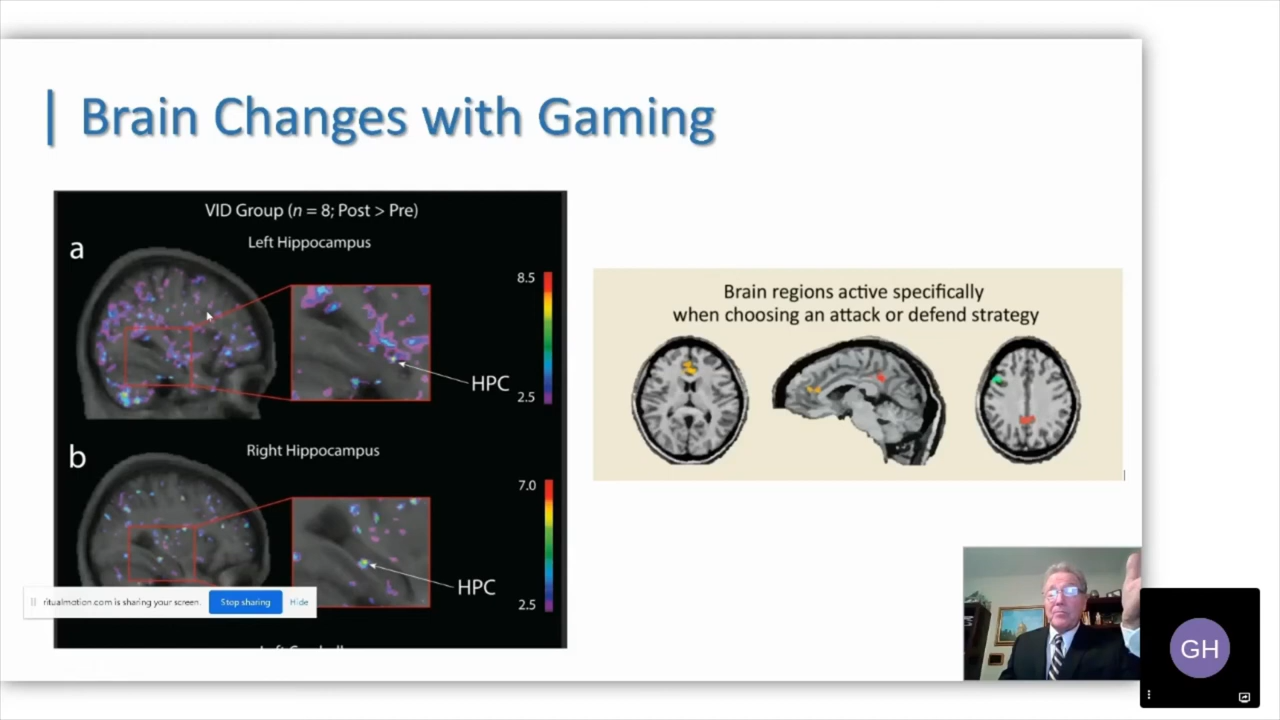 Brain Changes with Gaming
VID Group (n = 8; Post > Pre)
a
Left Hippocampus
8.5
HPC
2.5
b
Right Hippocampus
7.0
HPC
2.5
ritualmotion.com is sharing your screen.
Stop sharing
Hide
Brain regions active specifically
when choosing an attack or defend strategy
GH